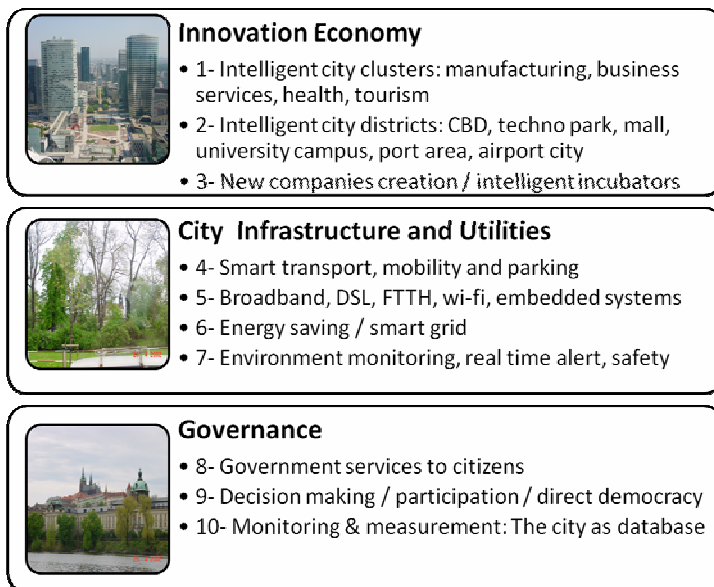 Innovation Economy
• 1- Intelligent city clusters: manufacturing, business
services, health, tourism
• 2- Intelligent city districts: CBD, techno park, mall,
university campus, port area, airport city
• 3- New companies creation / intelligent incubators
City Infrastructure and Utilities
• 4- Smart transport, mobility and parking
• 5- Broadband, DSL, FTTH, wi-fi, embedded systems
• 6- Energy saving / smart grid
• 7- Environment monitoring, real time alert, safety
Governance
• 8- Government services to citizens
• 9- Decision making / participation / direct democracy
• 10- Monitoring & measurement: The city as database